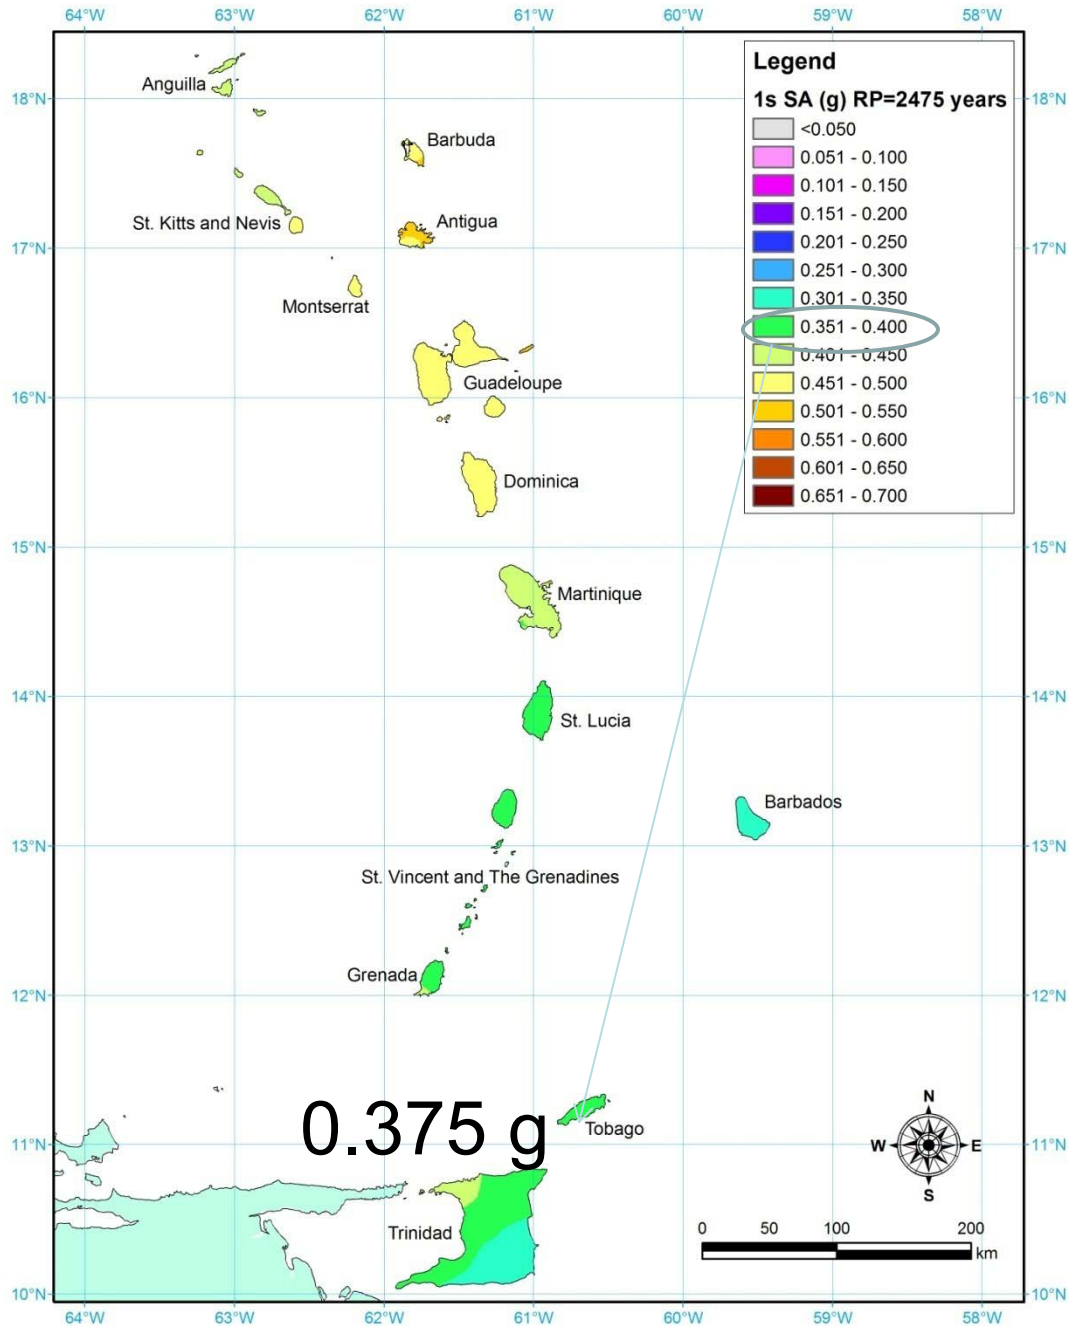 64°W 63°W 62°W 61°W 60°W 59°W 58°W
Legend
1s SA (g) RP=2475 years
<0.050
0.051 - 0.100
0.101 - 0.150
0.151 - 0.200
0.201 - 0.250
0.251 - 0.300
0.301 - 0.350
0.351 - 0.400
0.401 - 0.450
0.451 - 0.500
0.501 - 0.550
0.551 - 0.600
0.601 - 0.650
0.651 - 0.700
Anguilla
18°N 18°N
Barbuda
St. Kitts and Nevis
Antigua
17°N 17°N
Montserrat
Guadeloupe
16°N 16°N
Dominica
15°N 15°N
Martinique
14°N 14°N
St. Lucia
Barbados
13°N 13°N
St. Vincent and The Grenadines
Grenada
12°N 12°N
0.375 g
Tobago
11°N 11°N
N
W E
S
Trinidad
0 50 100 200
km
10°N 10°N
64°W 63°W 62°W 61°W 60°W 59°W 58°W